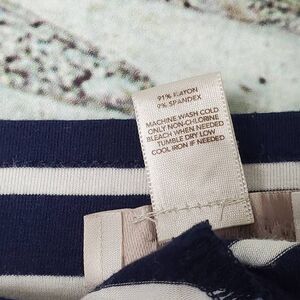 91% RAYON
9% SPANDEX
MACHINE WASH COLD
ONLY NON-CHLORINE
BLEACH WHEN NEEDED
TUMBLE DRY LOW
COOL IRON IF NEEDED